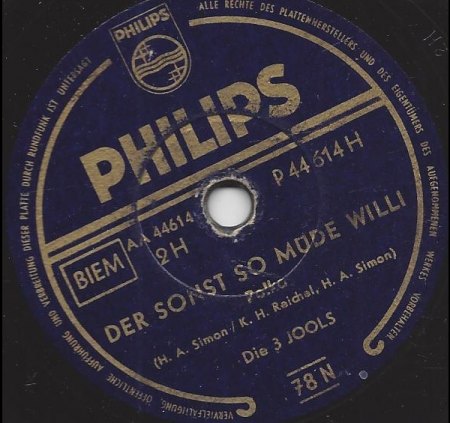 ALLE RECHTE DES PLATTENHERSTELLERS UND DES EIGENTÜMERS DES AUFGENOMMENEN WERKES VORBEHALTEN
VERVIELFÄLTIGUNG, ÖFFENTLICHE AUFFÜHRUNG UND VERBREITUNG DIESER PLATTE DURCH RUNDFUNK IST UNTERSAGT
PHILIPS
PHILIPS
P 44 614 H
AA 44614
2H
BIEM
DER SONST SO MÜDE WILLI
Polka
(H. A. Simon / K. H. Reichel, H. A. Simon)
Die 3 JOOLS
78 N